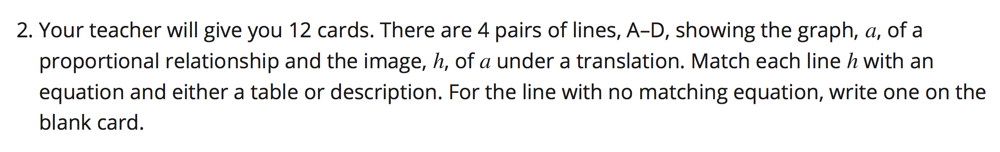 2. Your teacher will give you 12 cards. There are 4 pairs of lines, A–D, showing the graph, a, of a
proportional relationship and the image, h, of a under a translation. Match each line h with an
equation and either a table or description. For the line with no matching equation, write one on the
blank card.